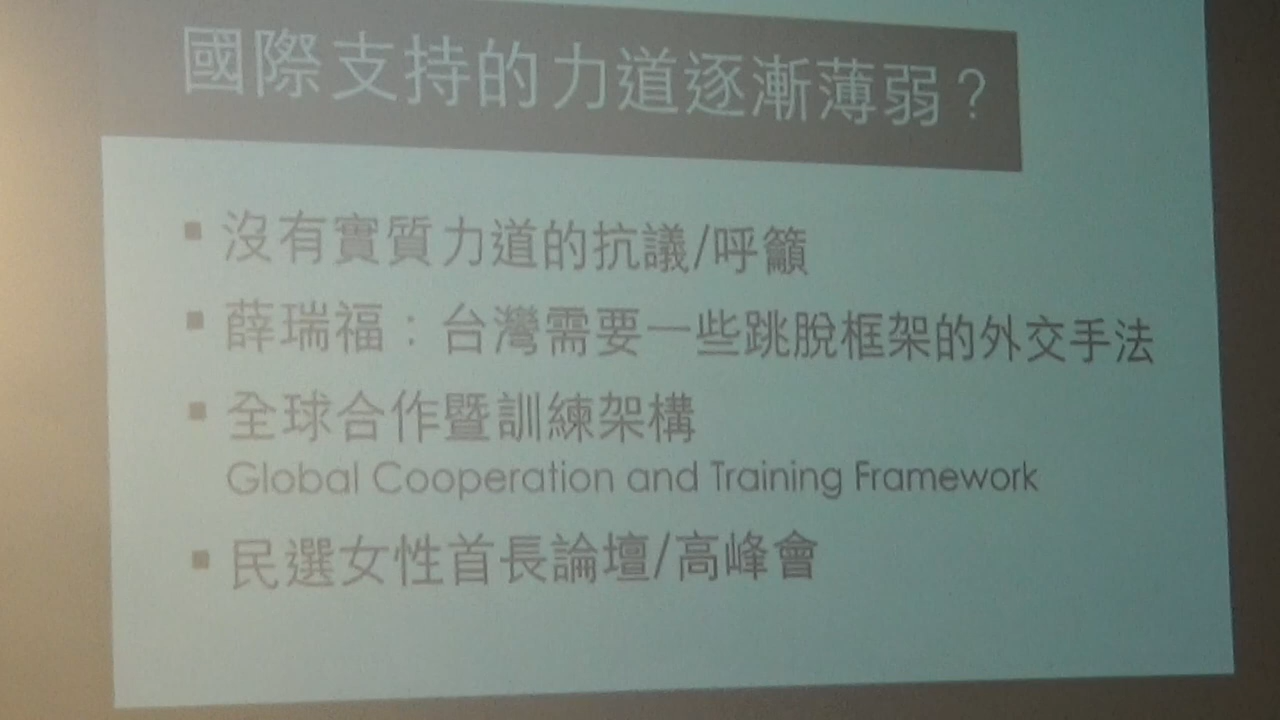 國際支持的力道逐漸薄弱？
▪ 沒有實質力道的抗議/呼籲
▪ 薛瑞福：台灣需要一些跳脫框架的外交手法
▪ 全球合作暨訓練架構
Global Cooperation and Training Framework
▪ 民選女性首長論壇/高峰會